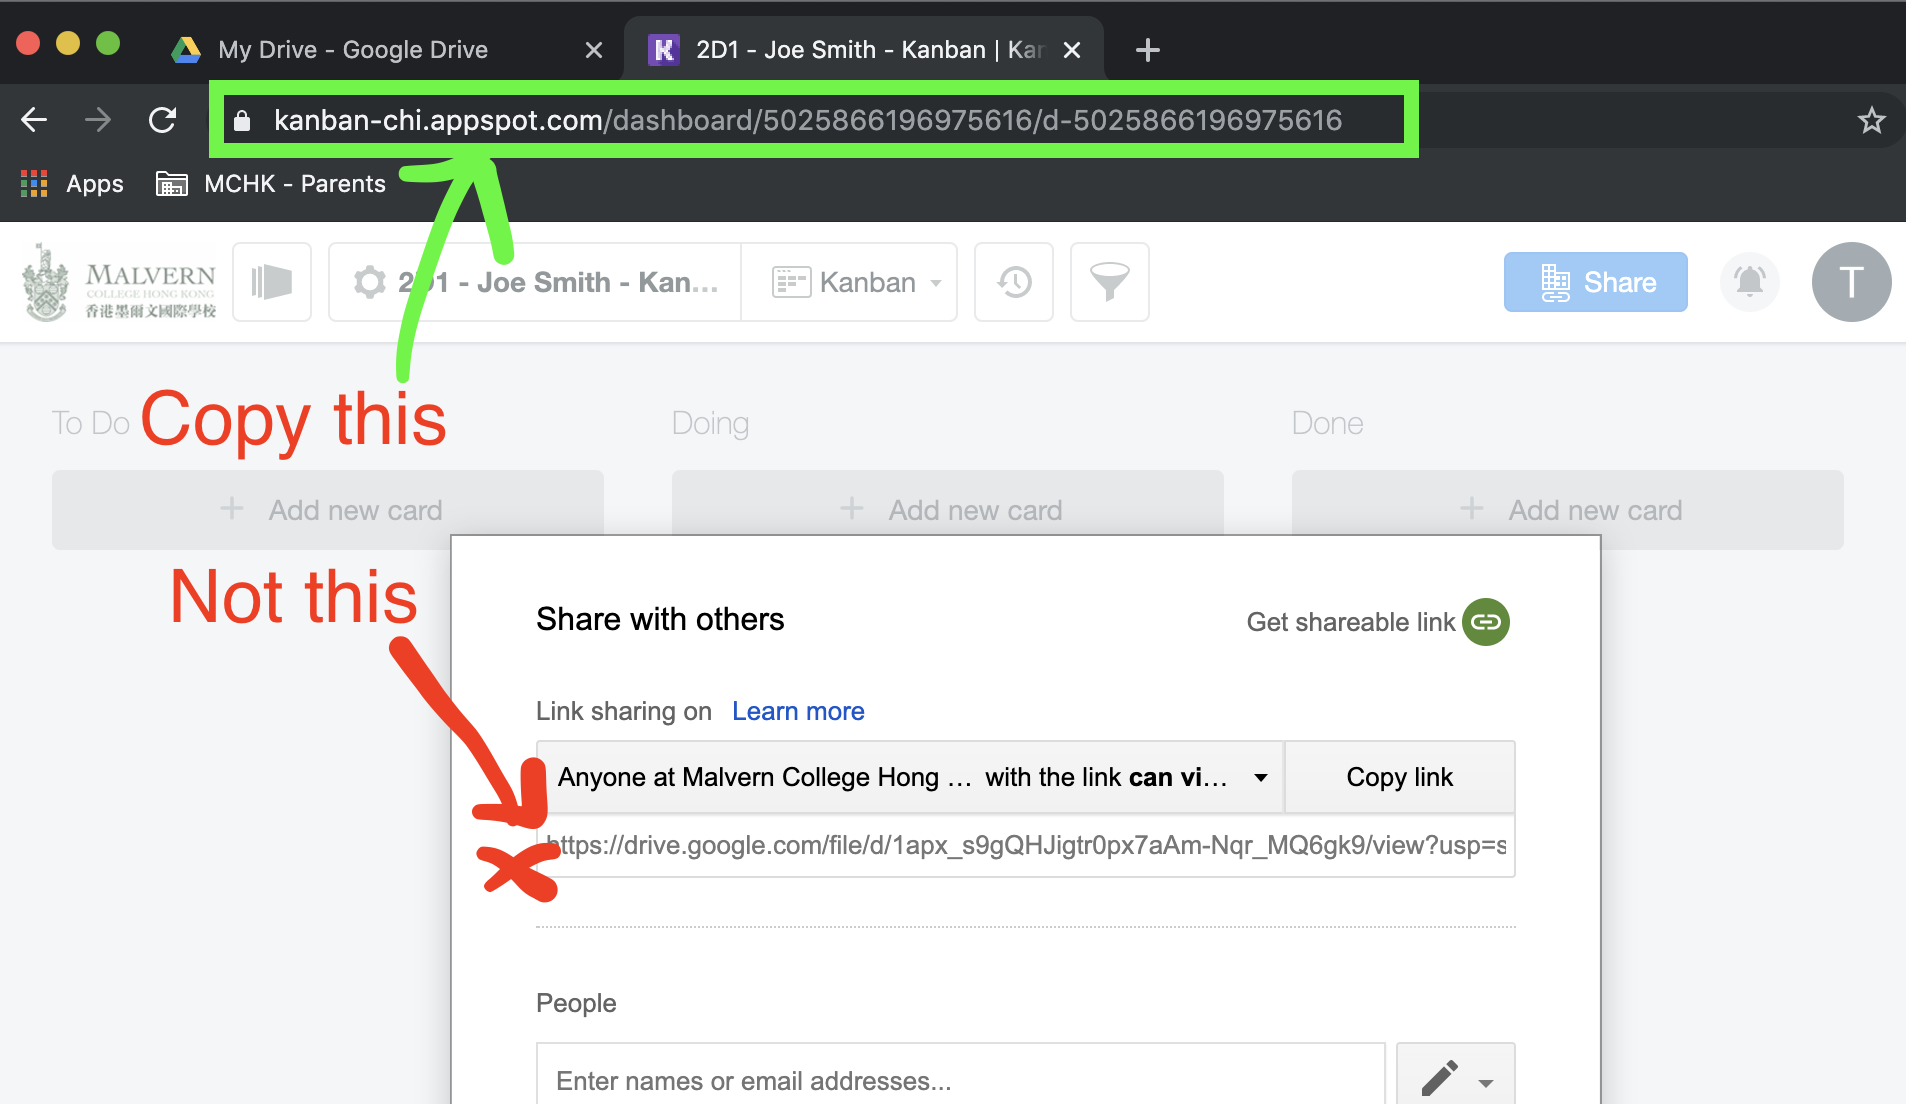 My Drive - Google Drive
2D1 - Joe Smith - Kanban | Kan
kanban-chi.appspot.com/dashboard/5025866196975616/d-5025866196975616
Apps
MCHK - Parents
MALVERN
COLLEGE HONG KONG
香港墨爾文國際學校
2D1 - Joe Smith - Kan...
Kanban
Share
T
To Do
Copy this
Doing
Done
Add new card
Add new card
Add new card
Not this
Share with others
Get shareable link
Link sharing on Learn more
Anyone at Malvern College Hong ... with the link can vi...
Copy link
https://drive.google.com/file/d/1apx_s9gQHJigtr0px7aAm-Nqr_MQ6gk9/view?usp=s
People
Enter names or email addresses...